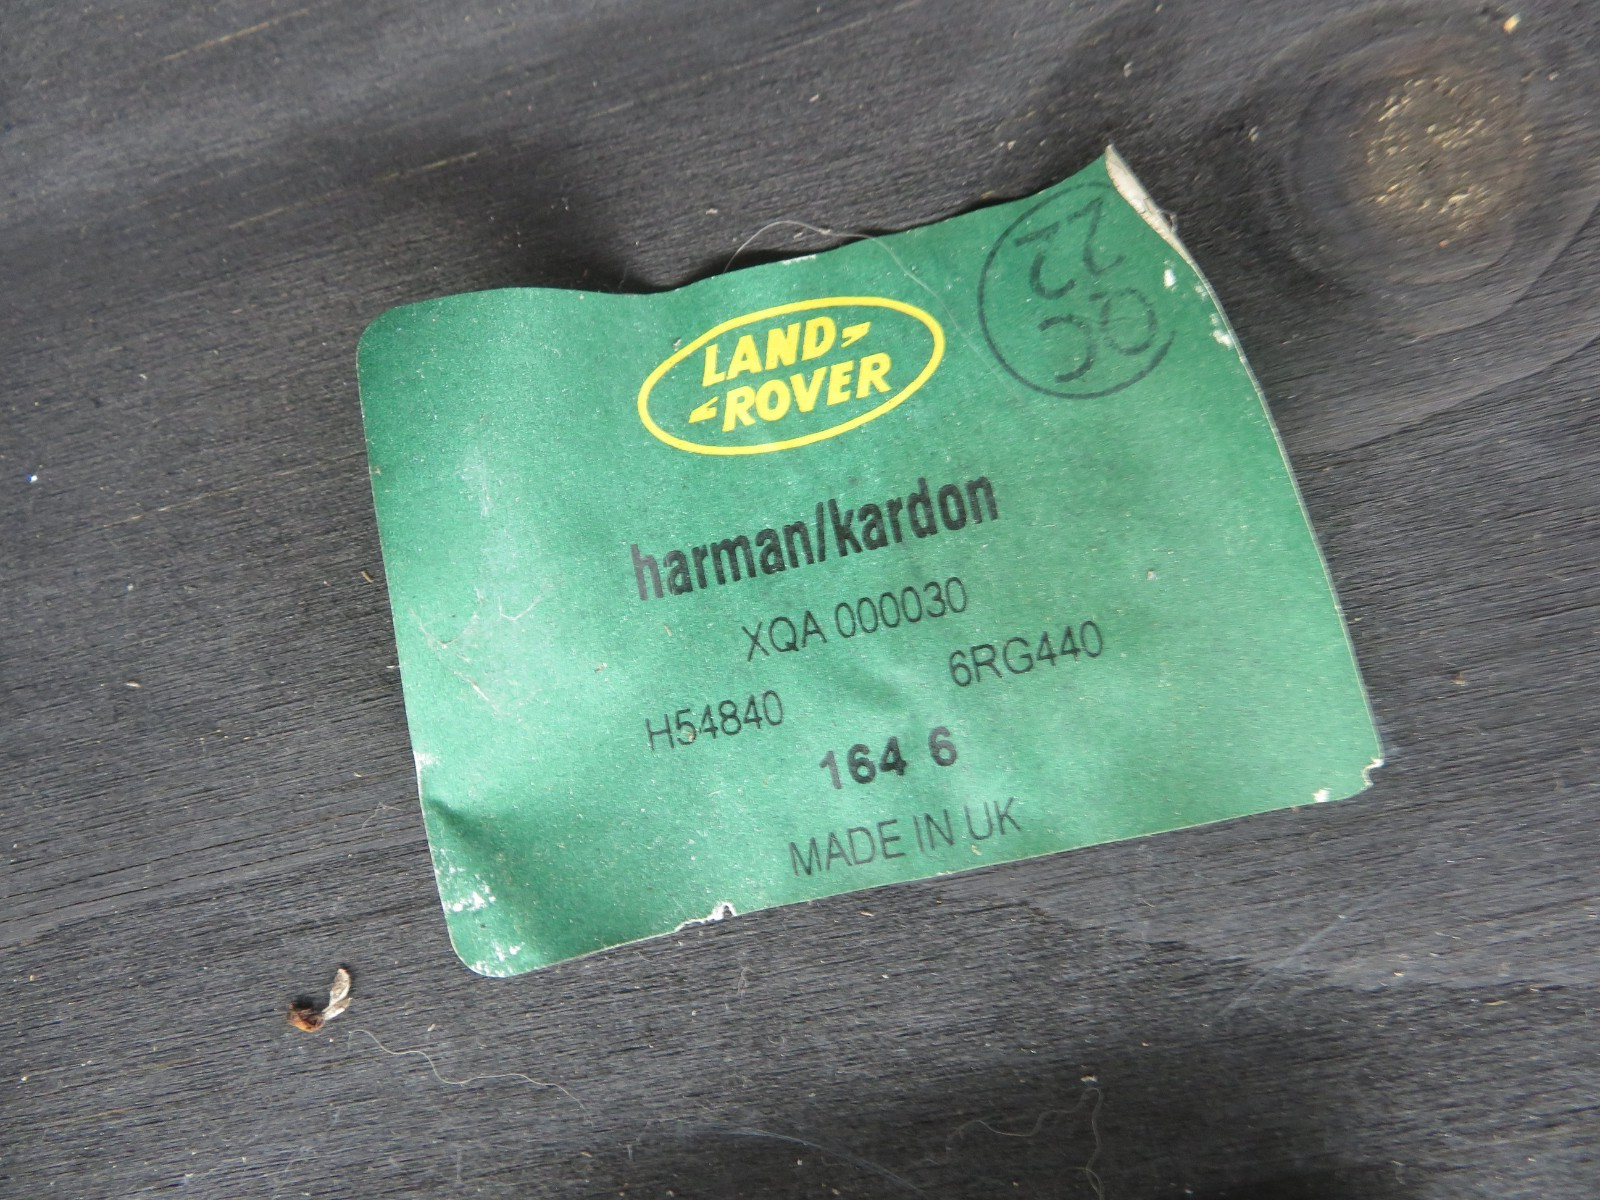 LAND
ROVER
harman/kardon
XQA 000030
H54840 6RG440
164 6
MADE IN UK
QC
22